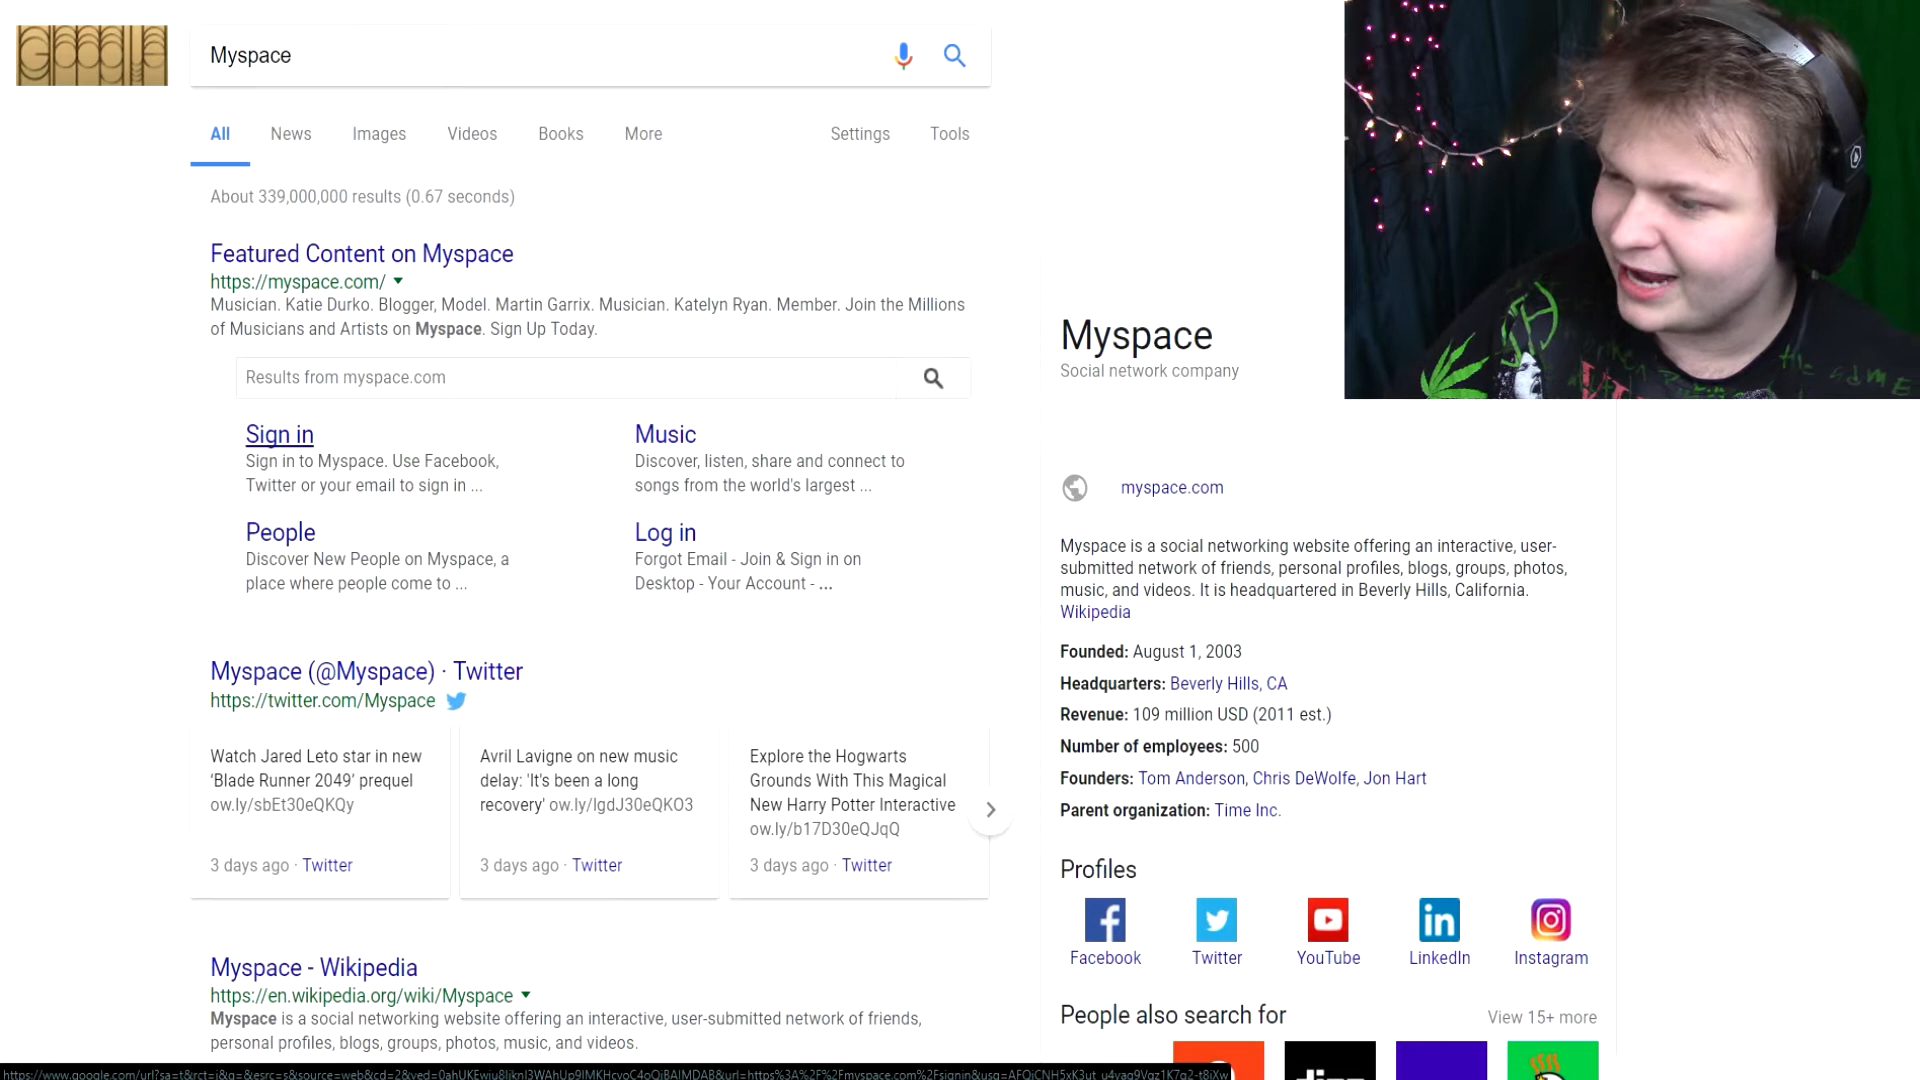 Google
Myspace
All News Images Videos Books More Settings Tools
About 339,000,000 results (0.67 seconds)
Featured Content on Myspace
https://myspace.com/
Musician. Katie Durko. Blogger, Model. Martin Garrix. Musician. Katelyn Ryan. Member. Join the Millions
of Musicians and Artists on Myspace. Sign Up Today.
Results from myspace.com
Sign in
Sign in to Myspace. Use Facebook,
Twitter or your email to sign in ...
Music
Discover, listen, share and connect to
songs from the world's largest ...
People
Discover New People on Myspace, a
place where people come to ...
Log in
Forgot Email - Join & Sign in on
Desktop - Your Account - ...
Myspace (@Myspace) · Twitter
https://twitter.com/Myspace
Watch Jared Leto star in new
‘Blade Runner 2049’ prequel
ow.ly/sbEt30eQKQy
3 days ago · Twitter
Avril Lavigne on new music
delay: 'It's been a long
recovery' ow.ly/IgdJ30eQKO3
3 days ago · Twitter
Explore the Hogwarts
Grounds With This Magical
New Harry Potter Interactive
ow.ly/b17D30eQJqQ
3 days ago · Twitter
Myspace - Wikipedia
https://en.wikipedia.org/wiki/Myspace
Myspace is a social networking website offering an interactive, user-submitted network of friends,
personal profiles, blogs, groups, photos, music, and videos.
Myspace
Social network company
myspace.com
Myspace is a social networking website offering an interactive, user-
submitted network of friends, personal profiles, blogs, groups, photos,
music, and videos. It is headquartered in Beverly Hills, California.
Wikipedia
Founded: August 1, 2003
Headquarters: Beverly Hills, CA
Revenue: 109 million USD (2011 est.)
Number of employees: 500
Founders: Tom Anderson, Chris DeWolfe, Jon Hart
Parent organization: Time Inc.
Profiles
Facebook Twitter YouTube LinkedIn Instagram
People also search for View 15+ more
the same